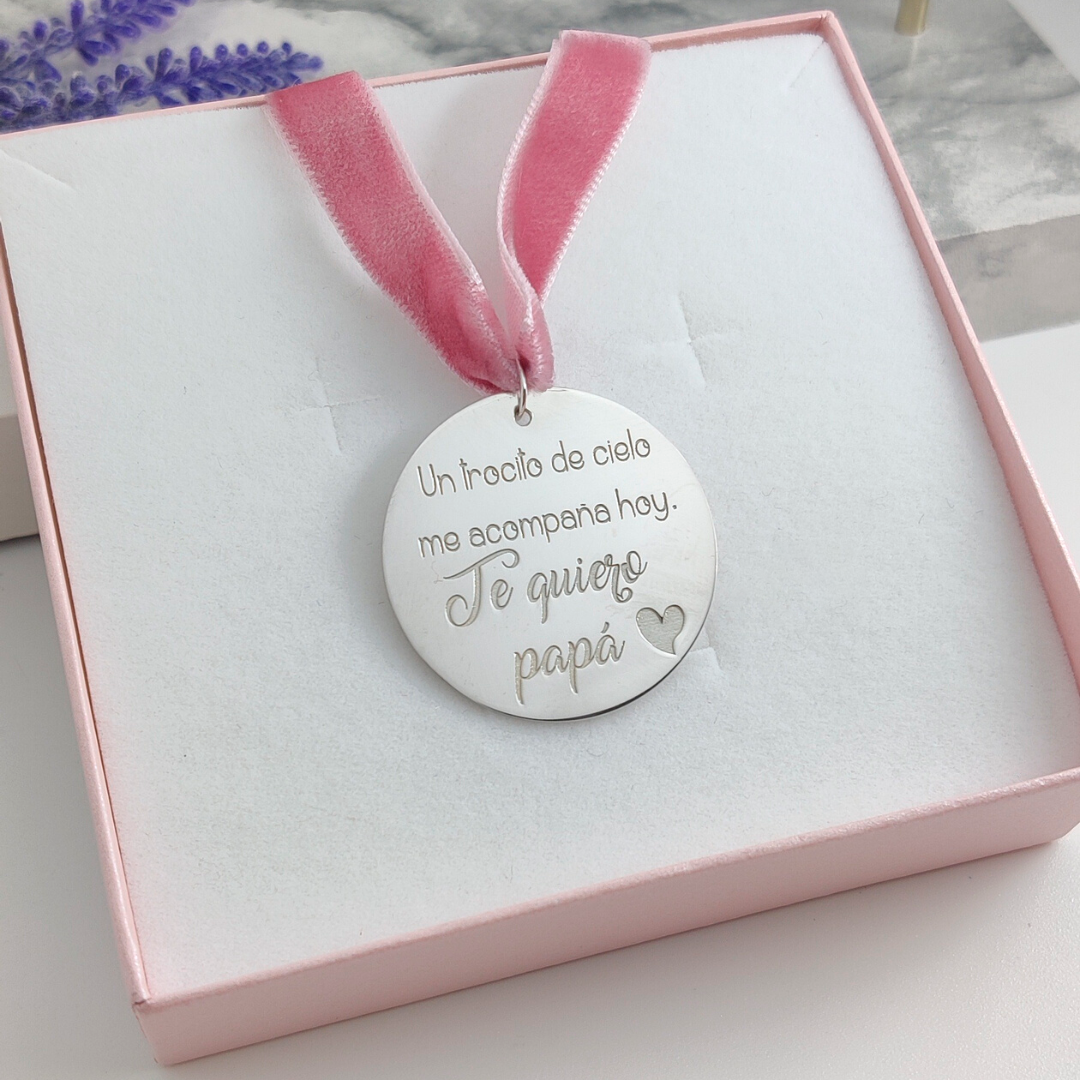 Un trocito de cielo
me acompaña hoy.
Te quiero
papá